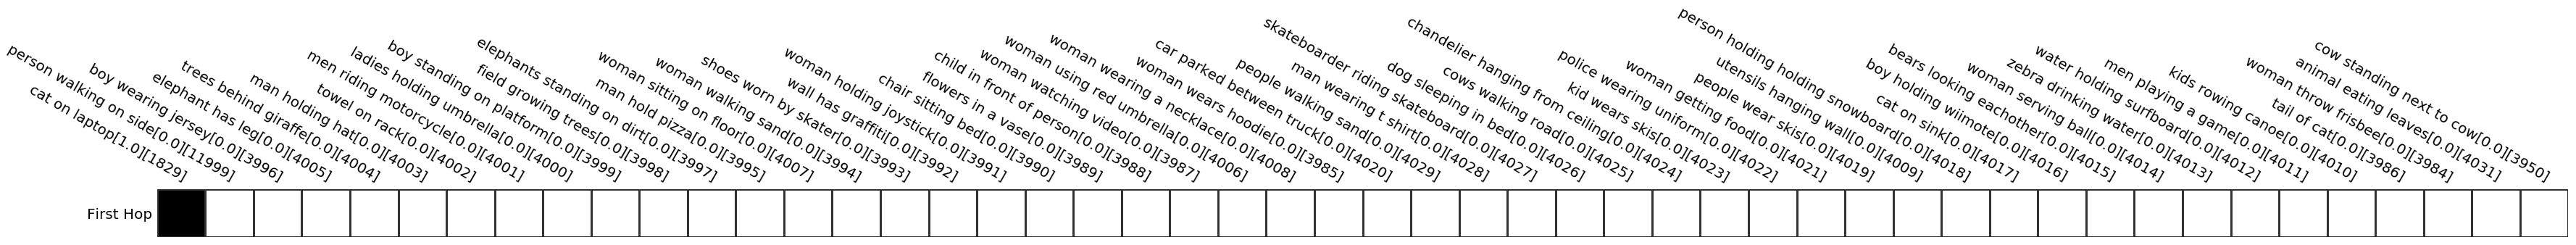 cat on laptop[1.0][1829]
person walking on side[0.0][11999]
boy wearing jersey[0.0][3996]
elephant has leg[0.0][4005]
trees behind giraffe[0.0][4004]
man holding hat[0.0][4003]
towel on rack[0.0][4002]
men riding motorcycle[0.0][4001]
ladies holding umbrella[0.0][4000]
boy standing on platform[0.0][3999]
field growing trees[0.0][3998]
elephants standing on dirt[0.0][3997]
man hold pizza[0.0][3995]
woman sitting on floor[0.0][4007]
woman walking sand[0.0][3994]
shoes worn by skater[0.0][3993]
wall has graffiti[0.0][3992]
woman holding joystick[0.0][3991]
chair sitting bed[0.0][3990]
flowers in a vase[0.0][3989]
child in front of person[0.0][3988]
woman watching video[0.0][3987]
woman using red umbrella[0.0][4006]
woman wearing a necklace[0.0][4008]
woman wears hoodie[0.0][3985]
car parked between truck[0.0][4020]
people walking sand[0.0][4029]
man wearing t shirt[0.0][4028]
skateboarder riding skateboard[0.0][4027]
dog sleeping in bed[0.0][4026]
cows walking road[0.0][4025]
chandelier hanging from ceiling[0.0][4024]
kid wears skis[0.0][4023]
police wearing uniform[0.0][4022]
woman getting food[0.0][4021]
people wear skis[0.0][4019]
utensils hanging wall[0.0][4009]
person holding holding snowboard[0.0][4018]
cat on sink[0.0][4017]
boy holding wiimote[0.0][4016]
bears looking eachother[0.0][4015]
woman serving ball[0.0][4014]
zebra drinking water[0.0][4013]
water holding surfboard[0.0][4012]
men playing a game[0.0][4011]
kids rowing canoe[0.0][4010]
tail of cat[0.0][3986]
woman throw frisbee[0.0][3984]
animal eating leaves[0.0][4031]
cow standing next to cow[0.0][3950]
First Hop